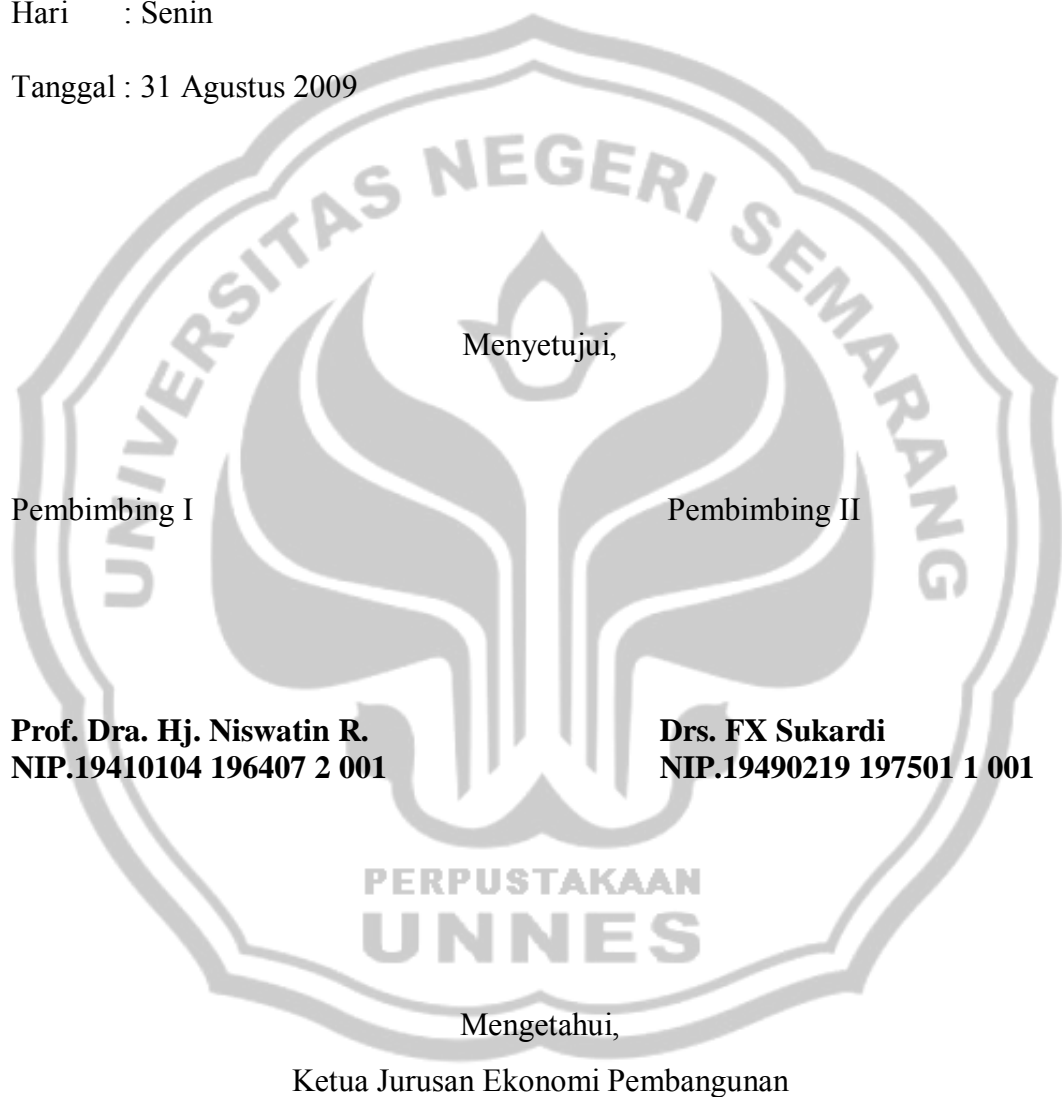 Hari : Senin
Tanggal : 31 Agustus 2009
UNIVERSITAS NEGERI SEMARANG
Menyetujui,
Pembimbing I Pembimbing II
Prof. Dra. Hj. Niswatin R. Drs. FX Sukardi
NIP.19410104 196407 2 001 NIP.19490219 197501 1 001
PERPUSTAKAAN
UNNES
Mengetahui,
Ketua Jurusan Ekonomi Pembangunan